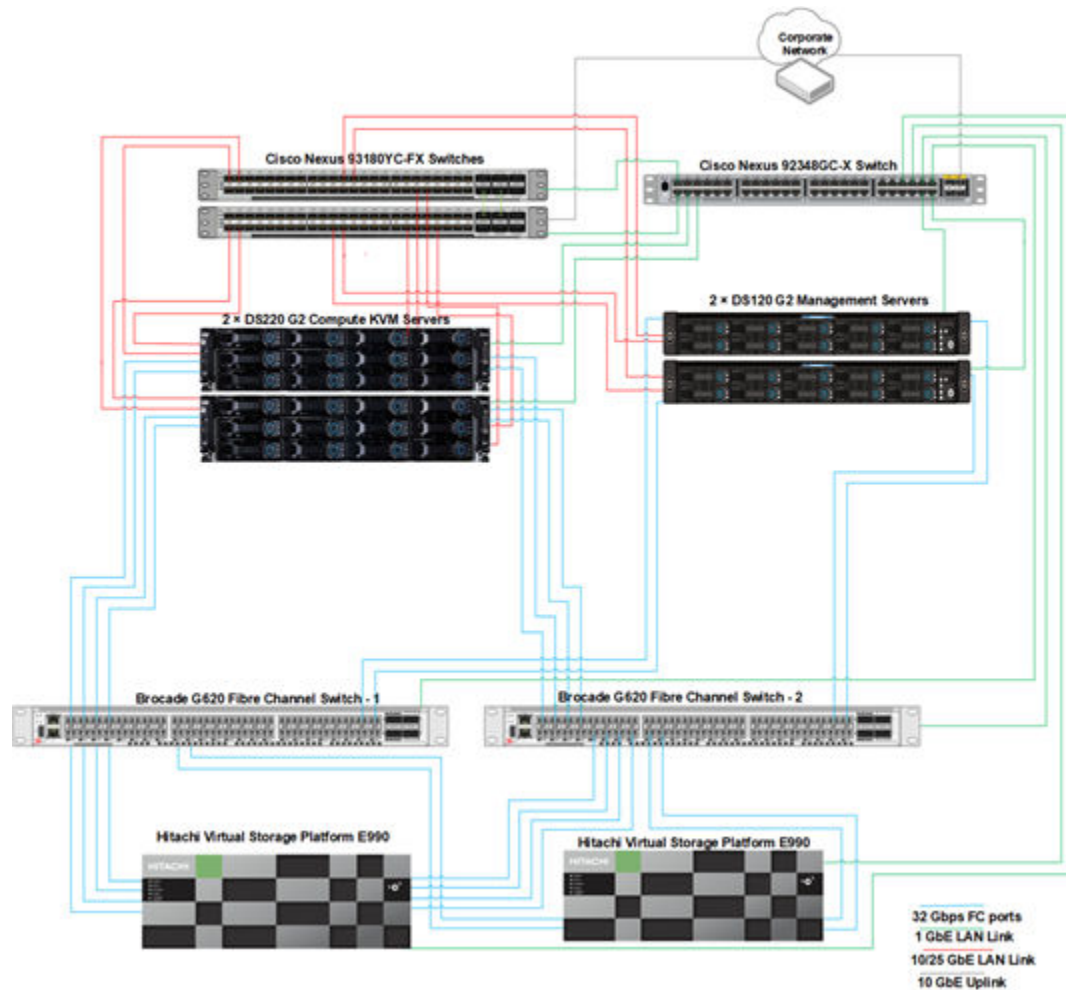 Corporate
Network
Cisco Nexus 93180YC-FX Switches
Cisco Nexus 92348GC-X Switch
2 × DS220 G2 Compute KVM Servers
2 × DS120 G2 Management Servers
Brocade G620 Fibre Channel Switch - 1
Brocade G620 Fibre Channel Switch - 2
Hitachi Virtual Storage Platform E990
Hitachi Virtual Storage Platform E990
HITACHI
HITACHI
32 Gbps FC ports
1 GbE LAN Link
10/25 GbE LAN Link
10 GbE Uplink